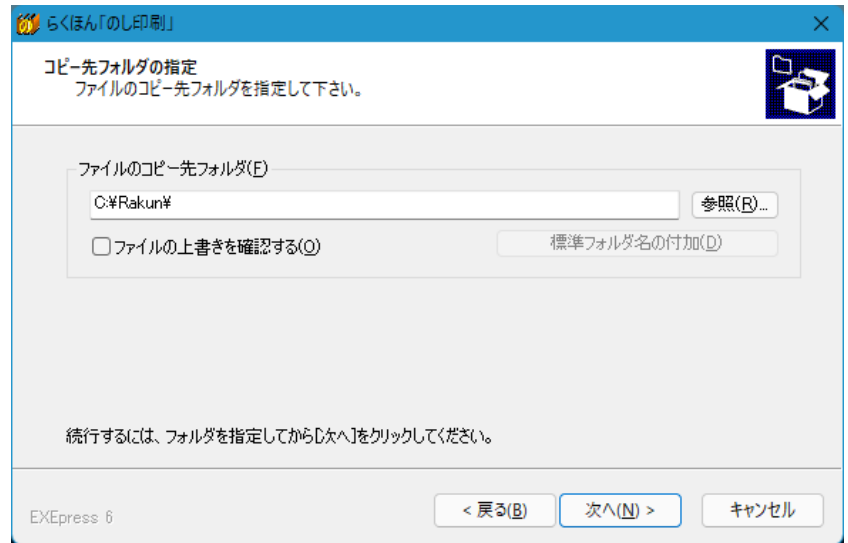 らくほん「のし印刷」
コピー先フォルダの指定
ファイルのコピー先フォルダを指定して下さい。
ファイルのコピー先フォルダ(F)
C:¥Rakun¥
参照(R)...
ファイルの上書きを確認する(O)
標準フォルダ名の付加(D)
続行するには、フォルダを指定してから[次へ]をクリックしてください。
EXEpress 6
< 戻る(B)
次へ(N) >
キャンセル